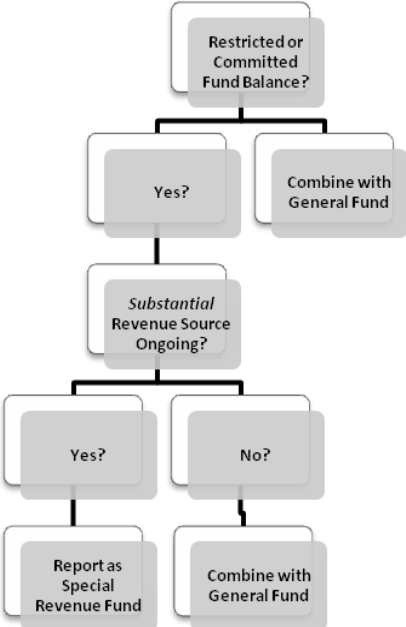 Restricted or
Committed
Fund Balance?
Yes?
Combine with
General Fund
Substantial
Revenue Source
Ongoing?
Yes?
No?
Report as
Special
Revenue Fund
Combine with
General Fund